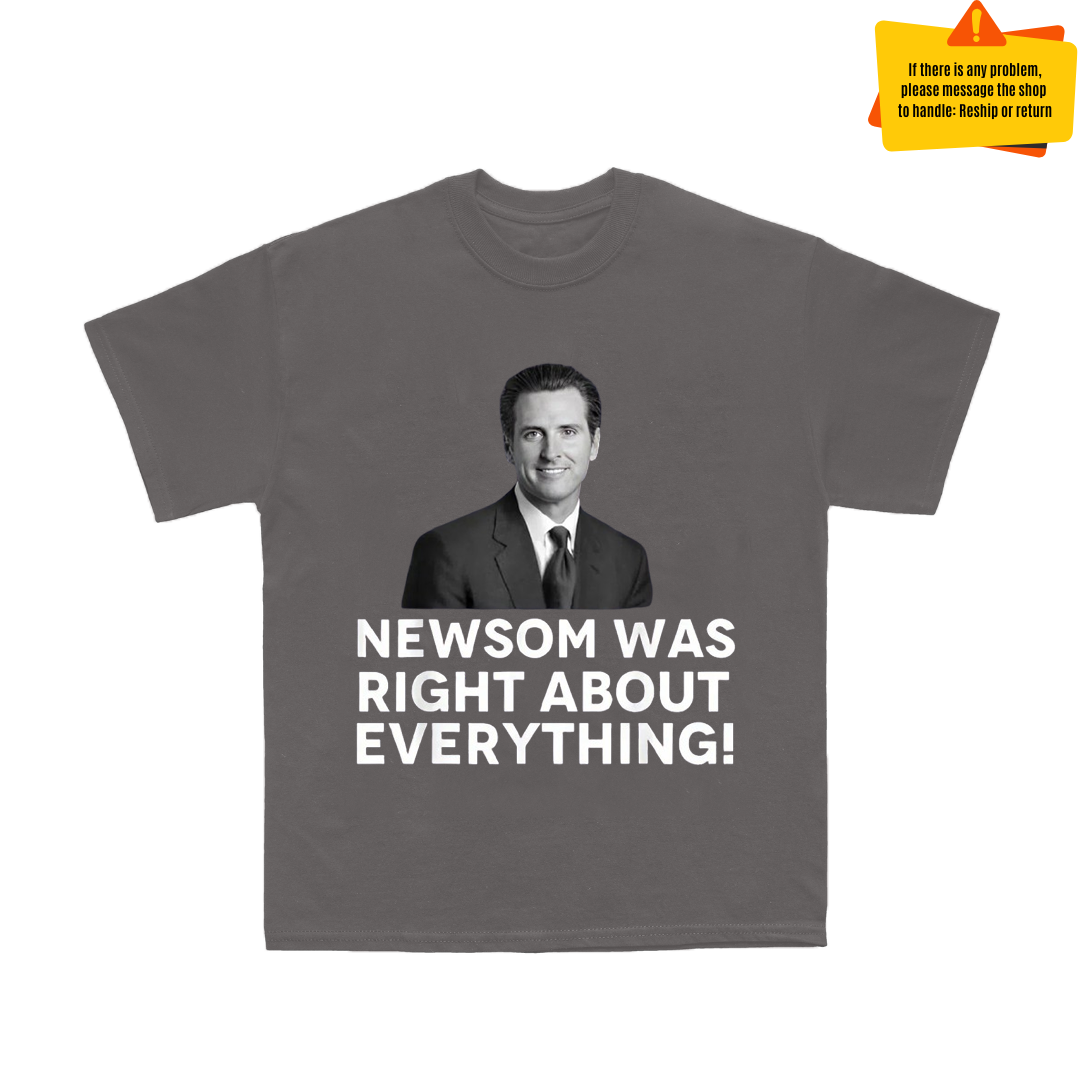 If there is any problem,
please message the shop
to handle: Reship or return
NEWSOM WAS
RIGHT ABOUT
EVERYTHING!